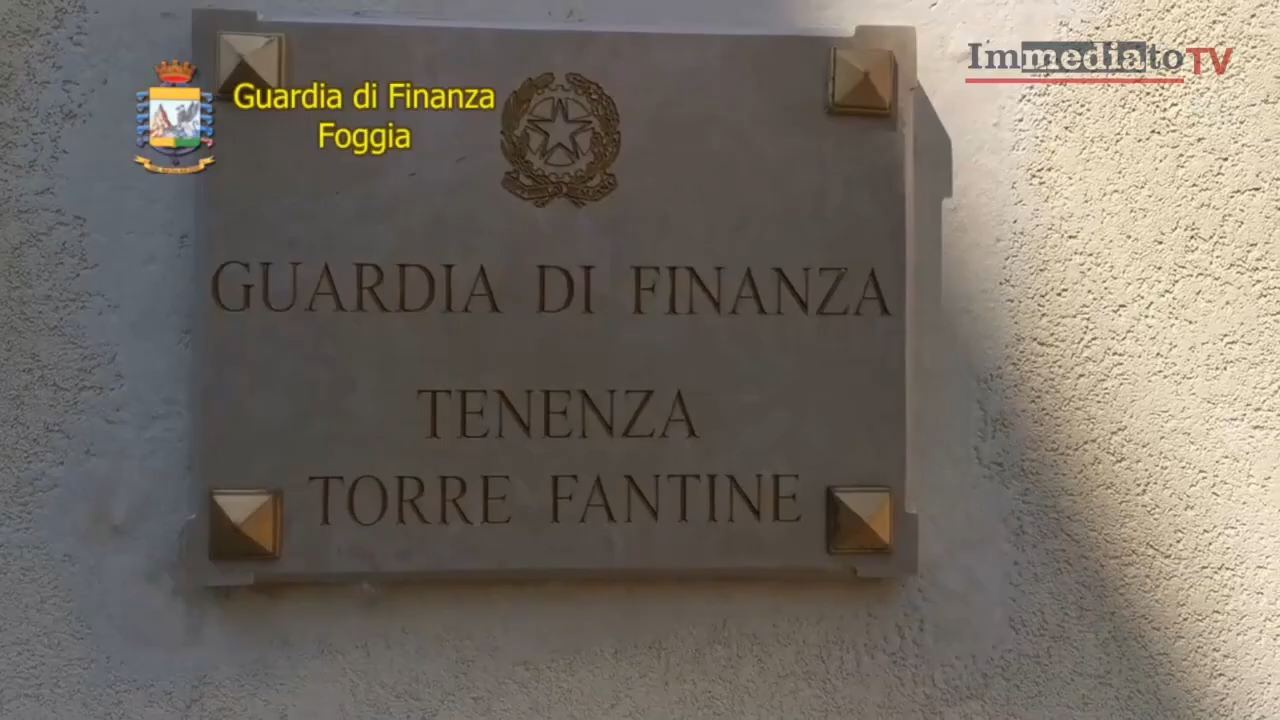 ImmediatoTV
Guardia di Finanza
Foggia
GUARDIA DI FINANZA
TENENZA
TORRE FANTINE